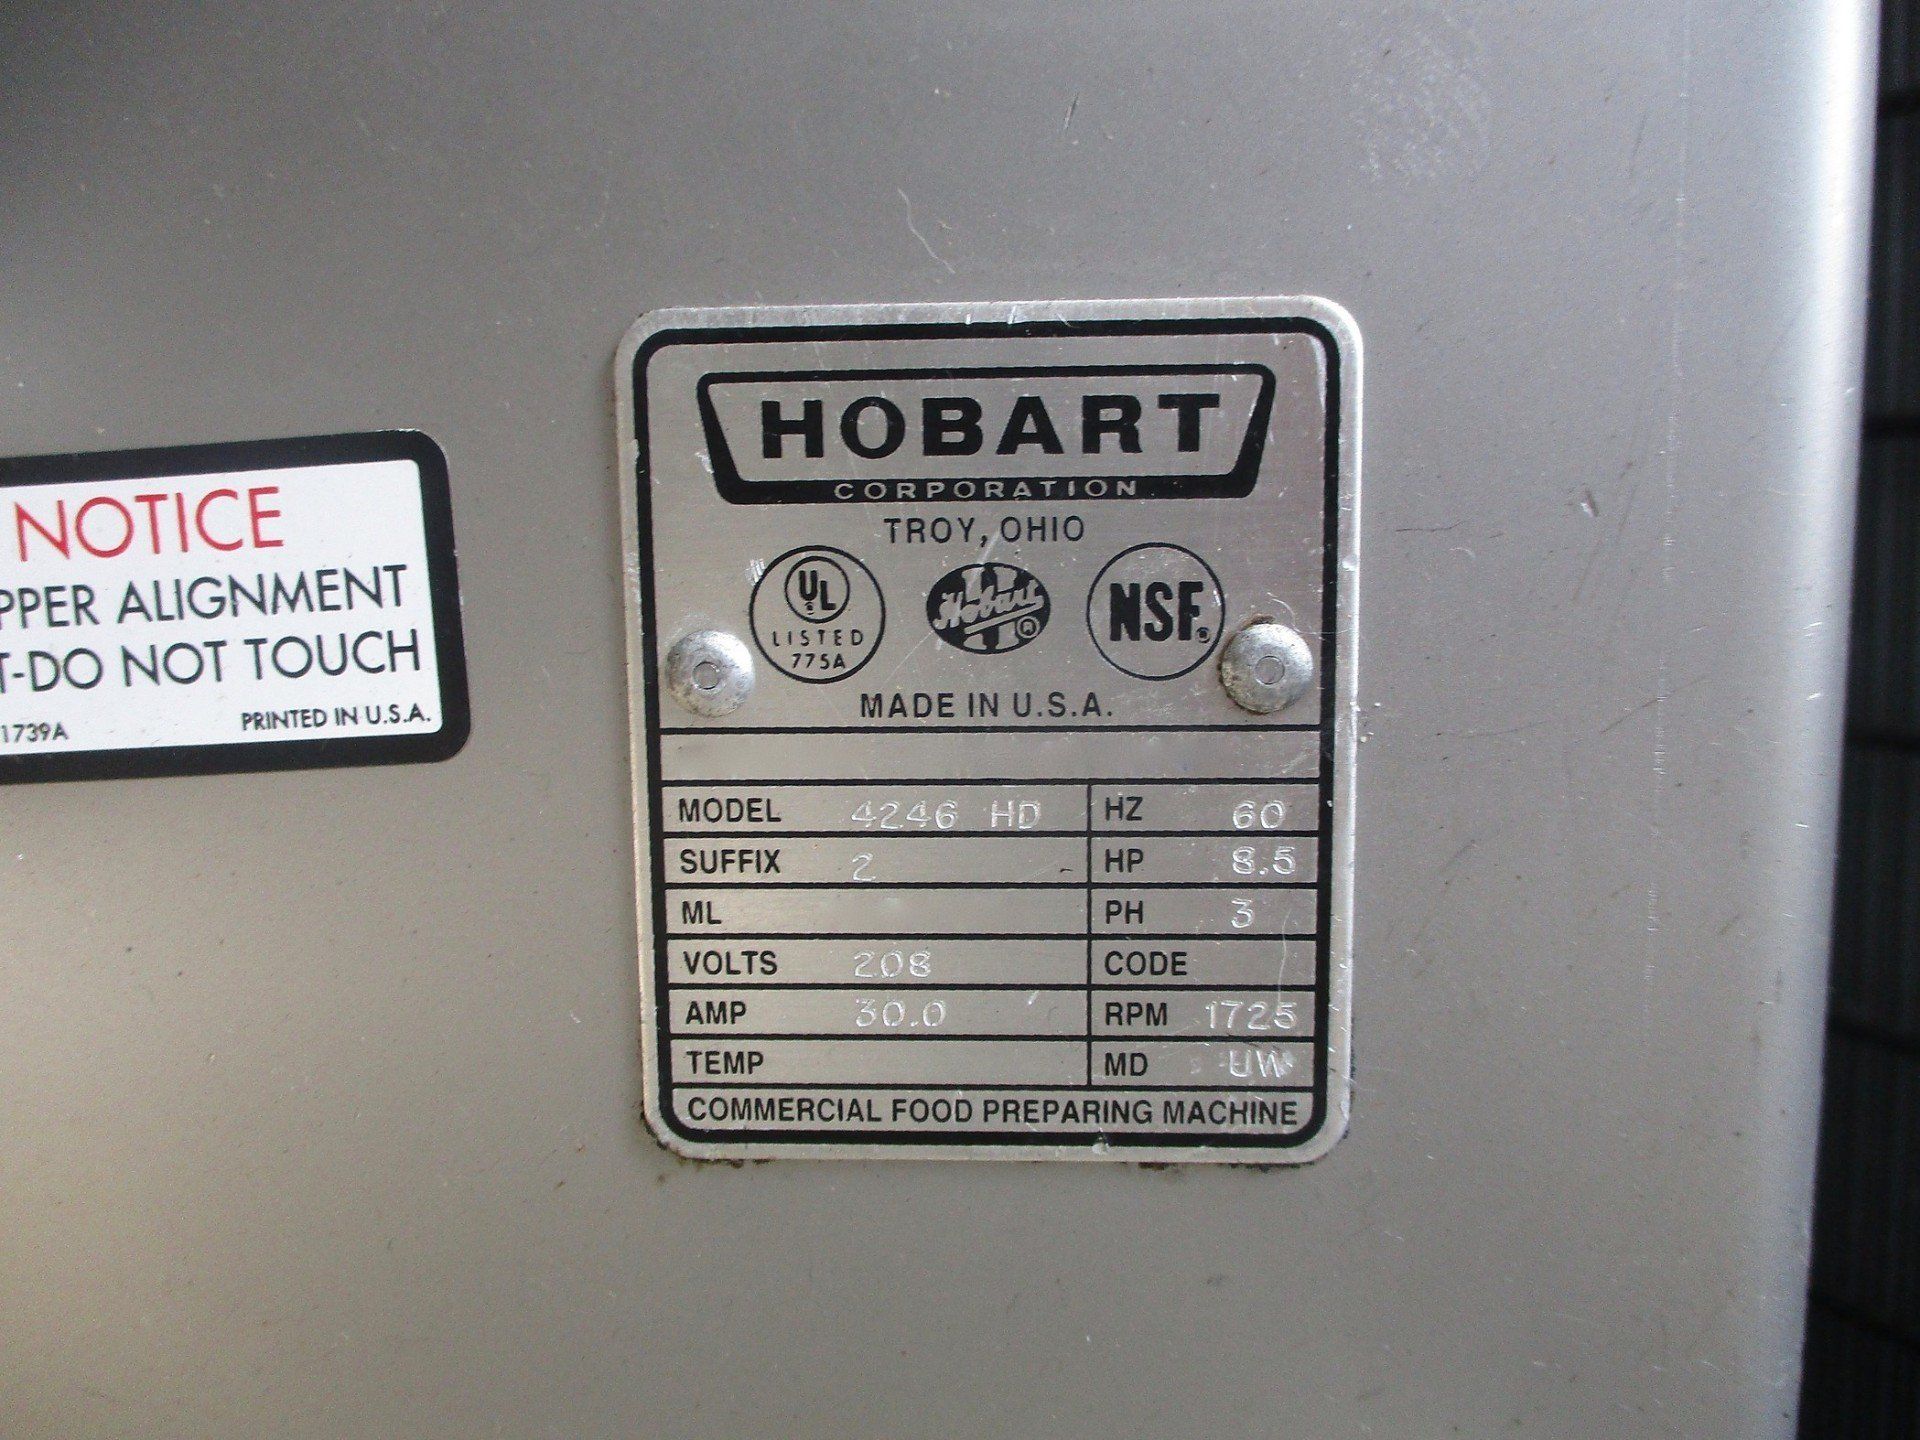 HOBART
CORPORATION
TROY, OHIO
UL
LISTED
775A
Hobart
®
NSF®
MADE IN U.S.A.
MODEL 4246 HD HZ 60
SUFFIX 2 HP 8.5
ML PH 3
VOLTS 208 CODE
AMP 30.0 RPM 1725
TEMP MD UW
COMMERCIAL FOOD PREPARING MACHINE
NOTICE
PPER ALIGNMENT
T-DO NOT TOUCH
1739A PRINTED IN U.S.A.